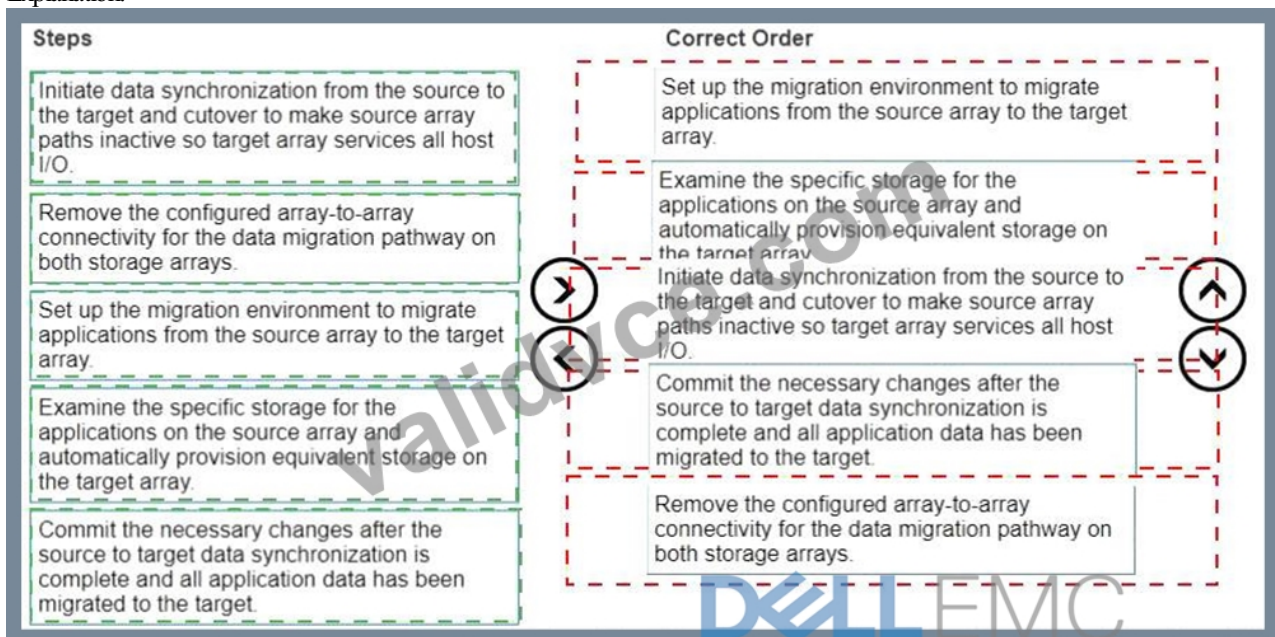 Explanation:
Steps
Initiate data synchronization from the source to
the target and cutover to make source array
paths inactive so target array services all host
I/O.
Remove the configured array-to-array
connectivity for the data migration pathway on
both storage arrays.
Set up the migration environment to migrate
applications from the source array to the target
array.
Examine the specific storage for the
applications on the source array and
automatically provision equivalent storage on
the target array.
Commit the necessary changes after the
source to target data synchronization is
complete and all application data has been
migrated to the target.
Correct Order
Set up the migration environment to migrate
applications from the source array to the target
array.
Examine the specific storage for the
applications on the source array and
automatically provision equivalent storage on
the target array
Initiate data synchronization from the source to
the target and cutover to make source array
paths inactive so target array services all host
I/O.
Commit the necessary changes after the
source to target data synchronization is
complete and all application data has been
migrated to the target.
Remove the configured array-to-array
connectivity for the data migration pathway on
both storage arrays.
validvce.com
DELL EMC